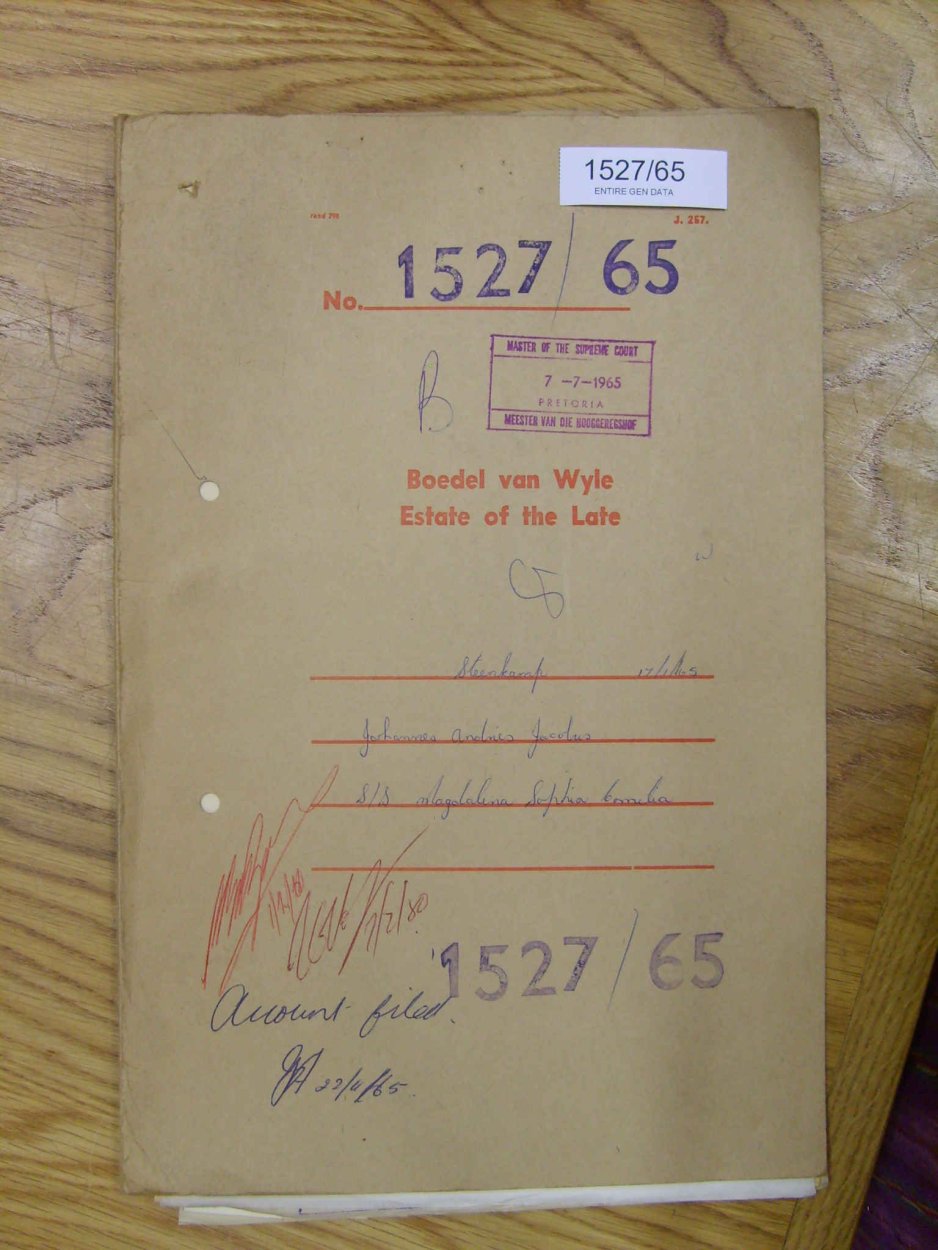 1527/65
ENTIRE GEN DATA
J. 267.
No. 1527/65
MASTER OF THE SUPREME COURT
7 -7-1965
PRETORIA
MEESTER VAN DIE HOOGGEREGSHOF
B
Boedel van Wyle
Estate of the Late
Steenkamp
Johannes Andries Jacobus
S/S Magdalina Sophia Cornelia
1527/65
Account filed.